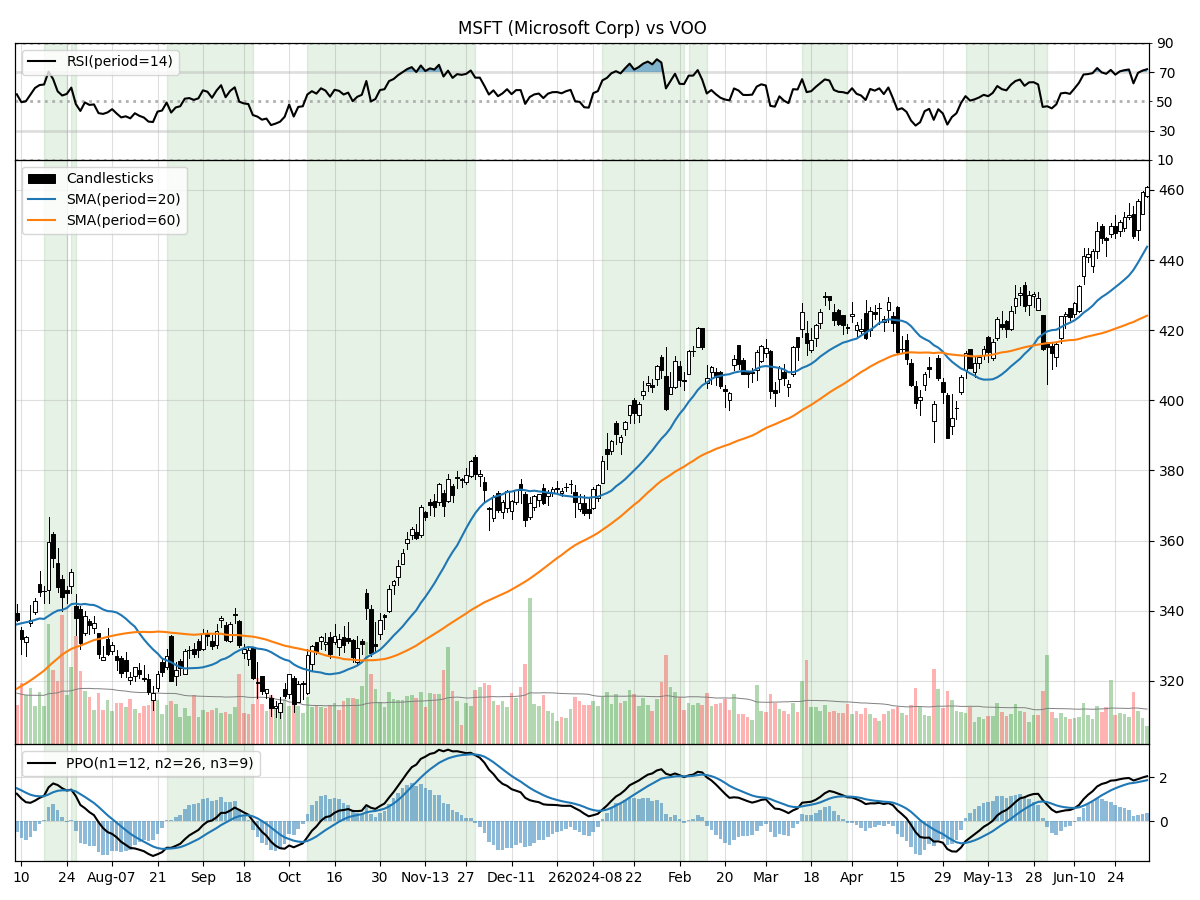 MSFT (Microsoft Corp) vs VOO
RSI(period=14)
90
70
50
30
10
Candlesticks
SMA(period=20)
SMA(period=60)
460
440
420
400
380
360
340
320
PPO(n1=12, n2=26, n3=9)
2
0
10 24 Aug-07 21 Sep 18 Oct 16 30 Nov-13 27 Dec-11 26 2024-08 22 Feb 20 Mar 18 Apr 15 29 May-13 28 Jun-10 24